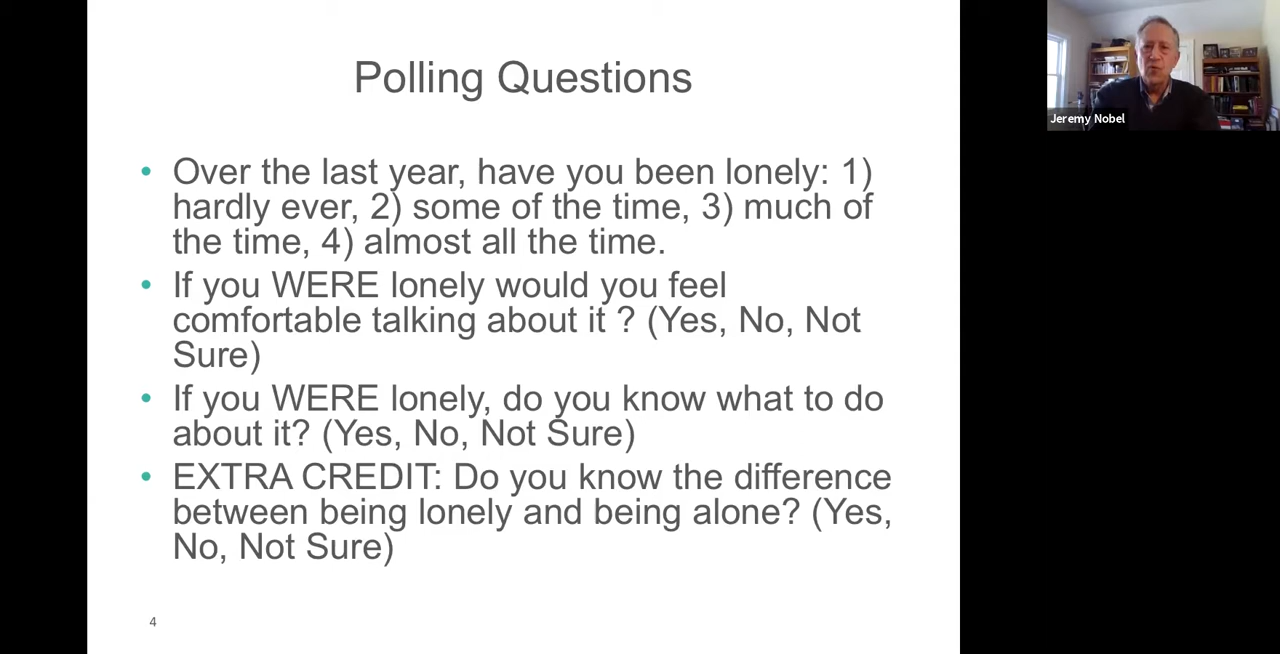 Polling Questions
• Over the last year, have you been lonely: 1)
hardly ever, 2) some of the time, 3) much of
the time, 4) almost all the time.
• If you WERE lonely would you feel
comfortable talking about it ? (Yes, No, Not
Sure)
• If you WERE lonely, do you know what to do
about it? (Yes, No, Not Sure)
• EXTRA CREDIT: Do you know the difference
between being lonely and being alone? (Yes,
No, Not Sure)
4
Jeremy Nobel